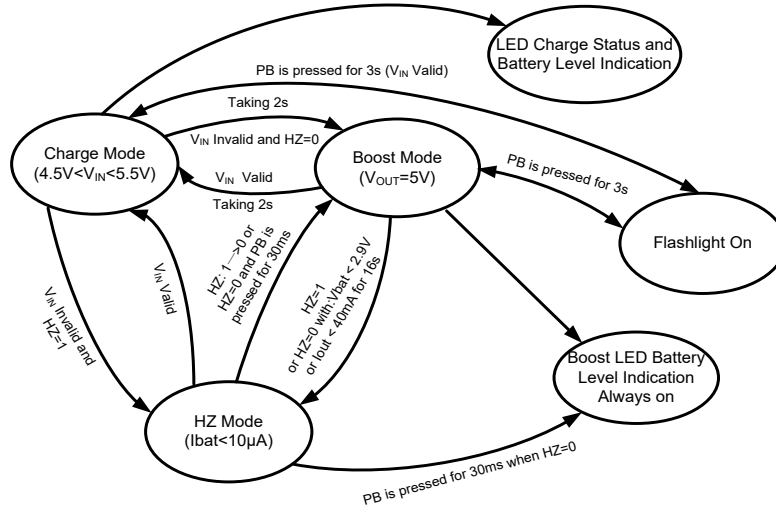 LED Charge Status and
Battery Level Indication
PB is pressed for 3s (VIN Valid)
Taking 2s
VIN Invalid and HZ=0
Charge Mode
(4.5V<VIN<5.5V)
Boost Mode
(VOUT=5V)
VIN Valid
Taking 2s
PB is pressed for 3s
Flashlight On
HZ: 1—>0 or
HZ=0 and PB is
pressed for 30ms
HZ=1
or HZ=0 with:Vbat < 2.9V
or Iout < 40mA for 16s
VIN Valid
VIN Invalid and
HZ=1
Boost LED Battery
Level Indication
Always on
HZ Mode
(Ibat<10µA)
PB is pressed for 30ms when HZ=0